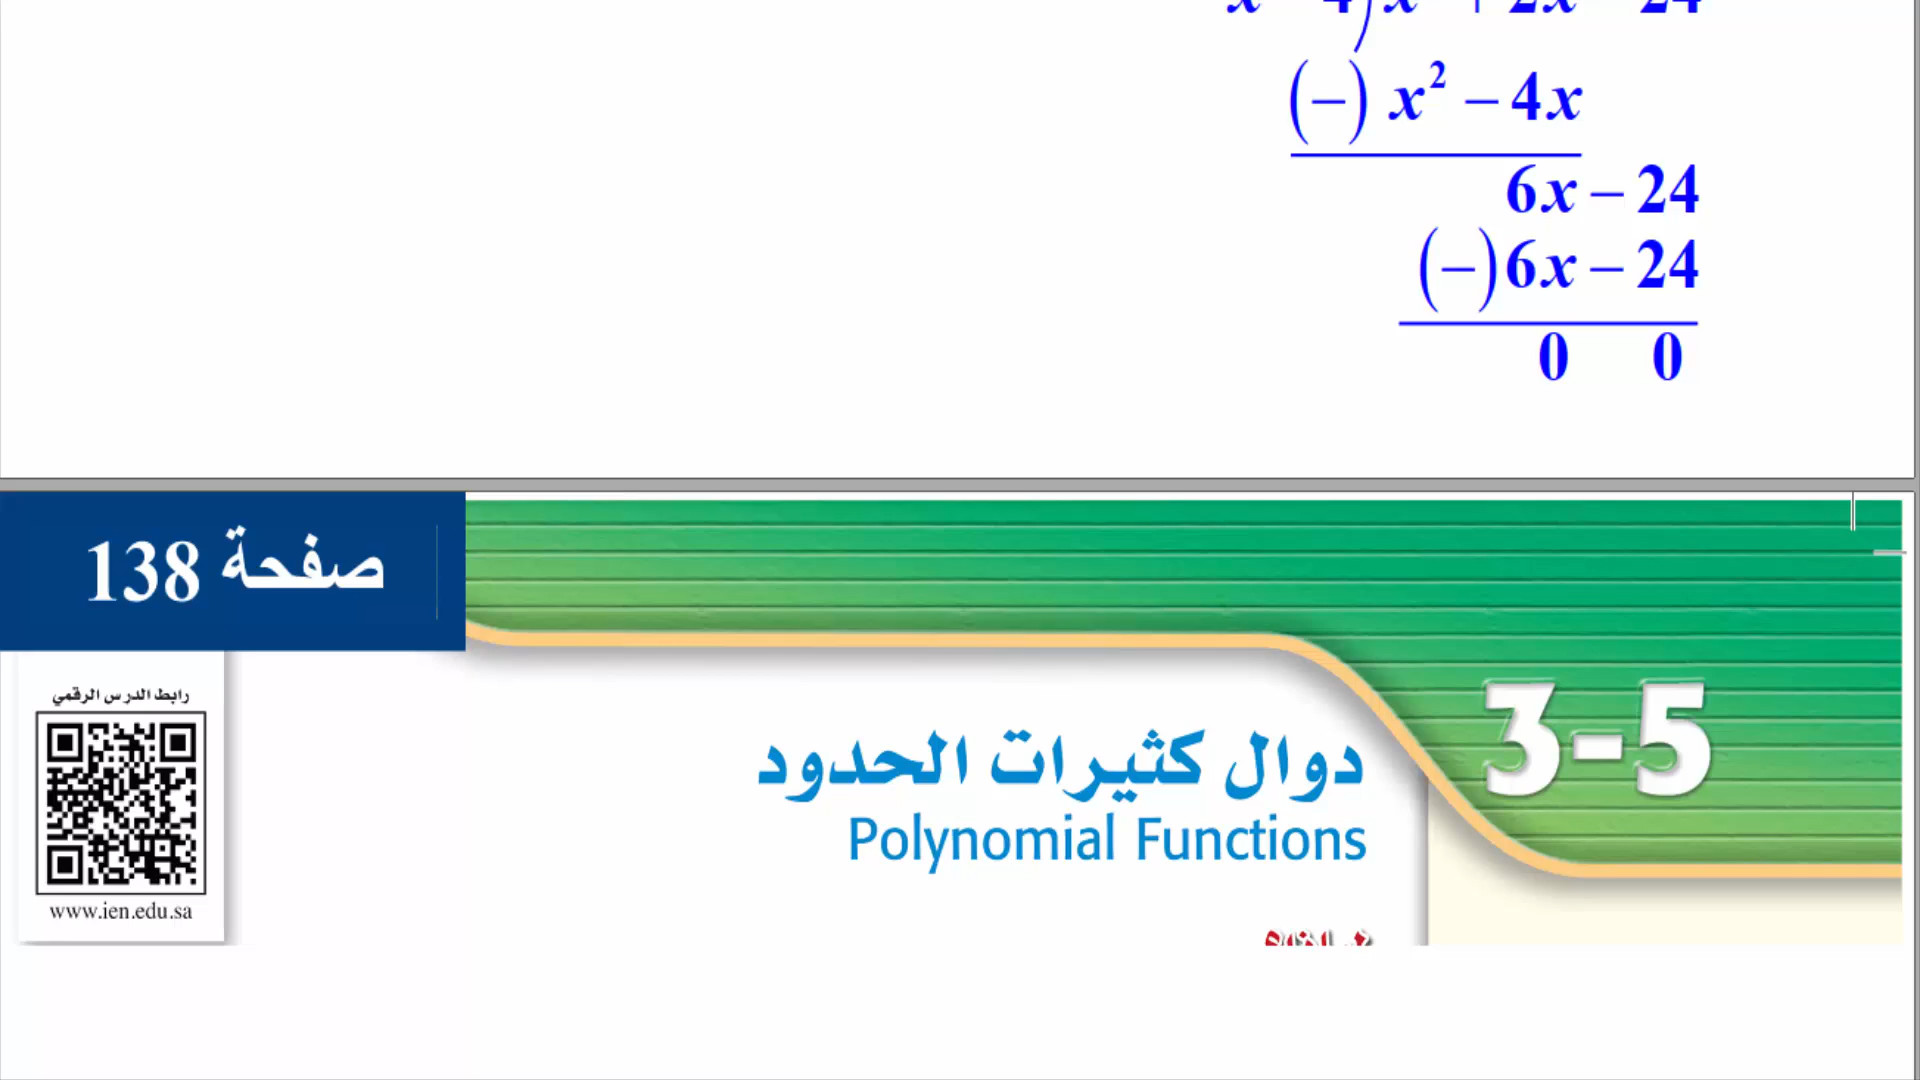 (−) x² − 4x
6x − 24
(−) 6x − 24
0 0
صفحة 138
3-5
رابط الدرس الرقمي
www.ien.edu.sa
دوال كثيرات الحدود
Polynomial Functions